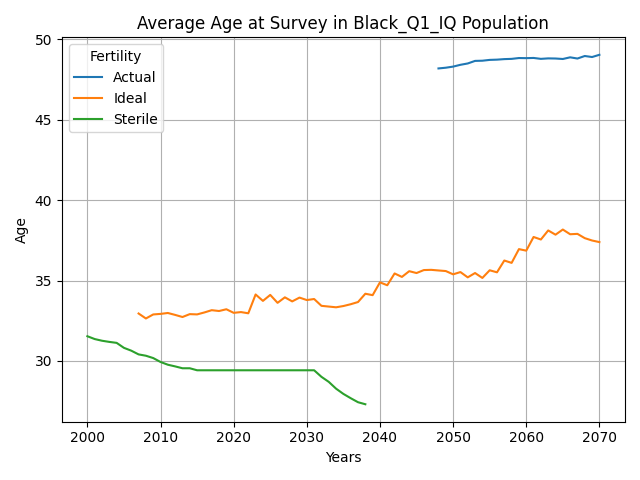 Average Age at Survey in Black_Q1_IQ Population
Fertility
Actual
Ideal
Sterile
Age
50
45
40
35
30
2000 2010 2020 2030 2040 2050 2060 2070
Years